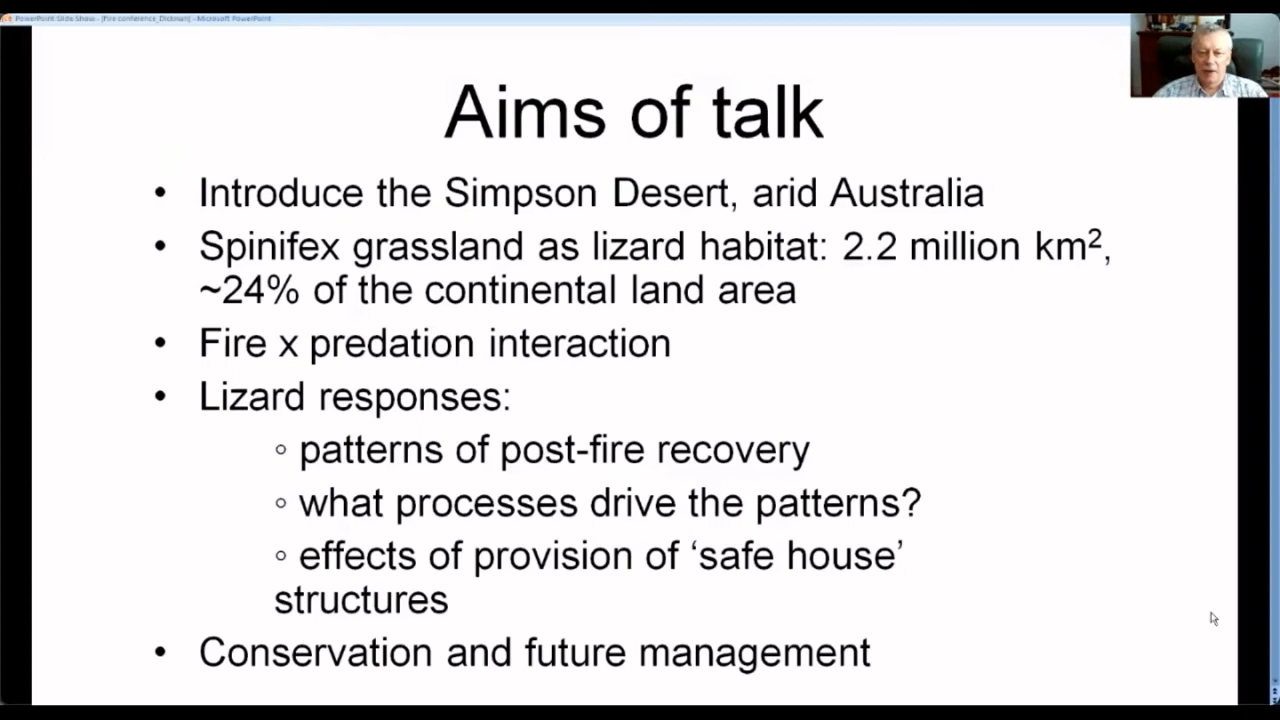 PowerPoint Slide Show - [Fire conference_Dickman] - Microsoft PowerPoint
Aims of talk
• Introduce the Simpson Desert, arid Australia
• Spinifex grassland as lizard habitat: 2.2 million km²,
~24% of the continental land area
• Fire x predation interaction
• Lizard responses:
◦ patterns of post-fire recovery
◦ what processes drive the patterns?
◦ effects of provision of ‘safe house’
structures
• Conservation and future management